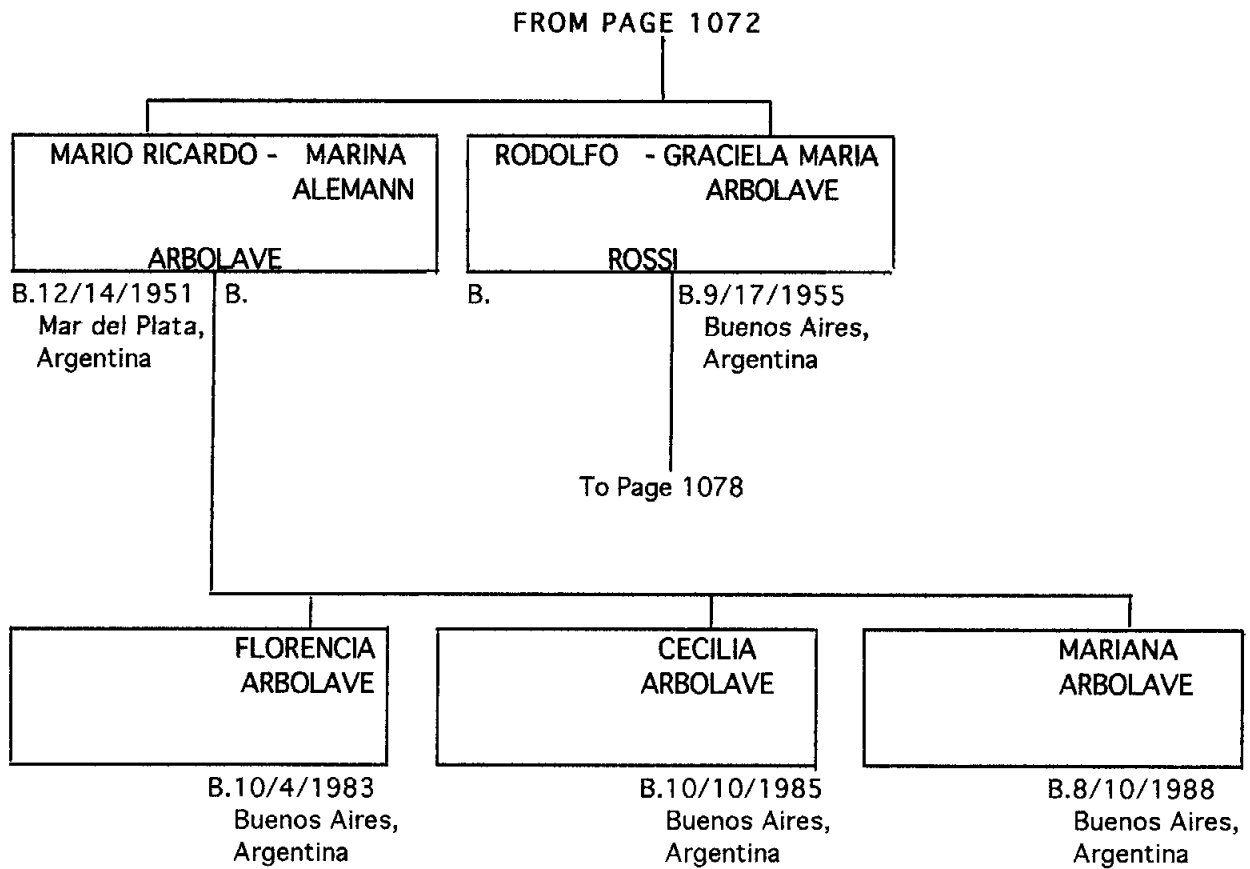 FROM PAGE 1072
MARIO RICARDO - MARINA
ALEMANN
ARBOLAVE
B.12/14/1951 B.
Mar del Plata,
Argentina
RODOLFO - GRACIELA MARIA
ARBOLAVE
ROSSI
B. B.9/17/1955
Buenos Aires,
Argentina
To Page 1078
FLORENCIA
ARBOLAVE
B.10/4/1983
Buenos Aires,
Argentina
CECILIA
ARBOLAVE
B.10/10/1985
Buenos Aires,
Argentina
MARIANA
ARBOLAVE
B.8/10/1988
Buenos Aires,
Argentina